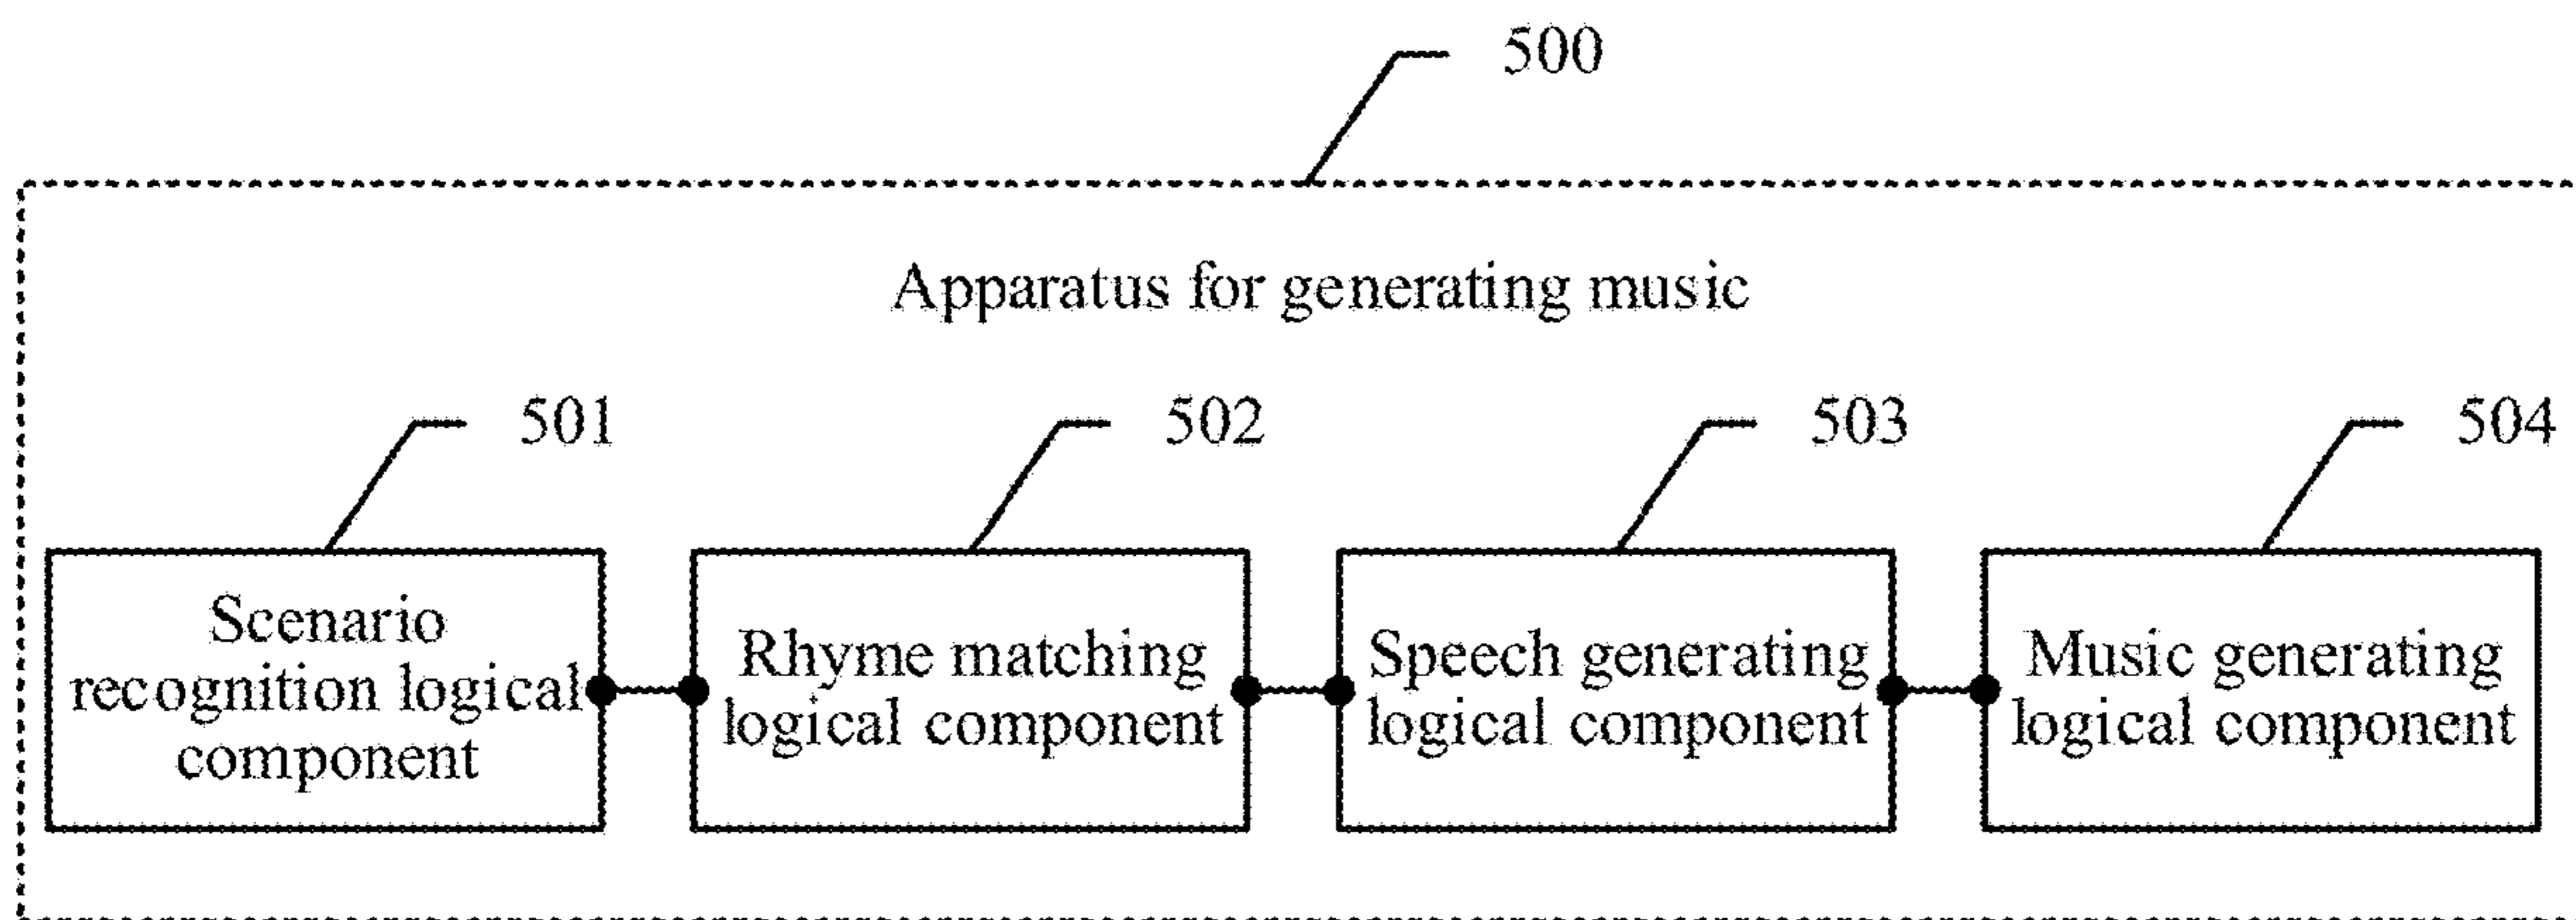 500
Apparatus for generating music
501
502
503
504
Scenario
recognition logical
component
Rhyme matching
logical component
Speech generating
logical component
Music generating
logical component